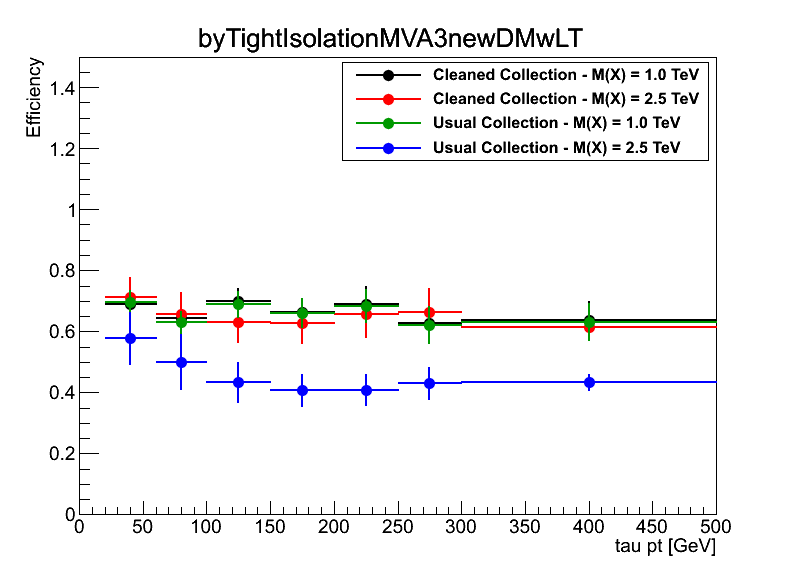 byTightIsolationMVA3newDMwLT
Efficiency
Cleaned Collection - M(X) = 1.0 TeV
Cleaned Collection - M(X) = 2.5 TeV
Usual Collection - M(X) = 1.0 TeV
Usual Collection - M(X) = 2.5 TeV
1.4
1.2
1
0.8
0.6
0.4
0.2
0
0 50 100 150 200 250 300 350 400 450 500
tau pt [GeV]